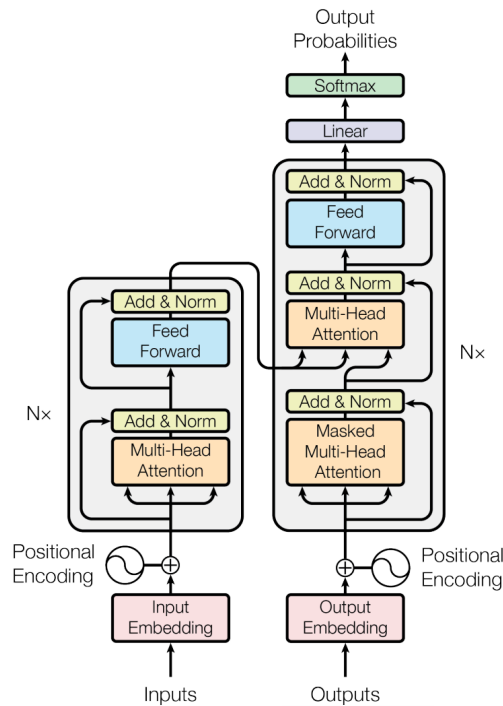 Output
Probabilities
Softmax
Linear
Add & Norm
Feed
Forward
Add & Norm
Multi-Head
Attention
Add & Norm
Masked
Multi-Head
Attention
N×
Add & Norm
Feed
Forward
Add & Norm
Multi-Head
Attention
N×
Positional
Encoding
Positional
Encoding
Input
Embedding
Output
Embedding
Inputs
Outputs